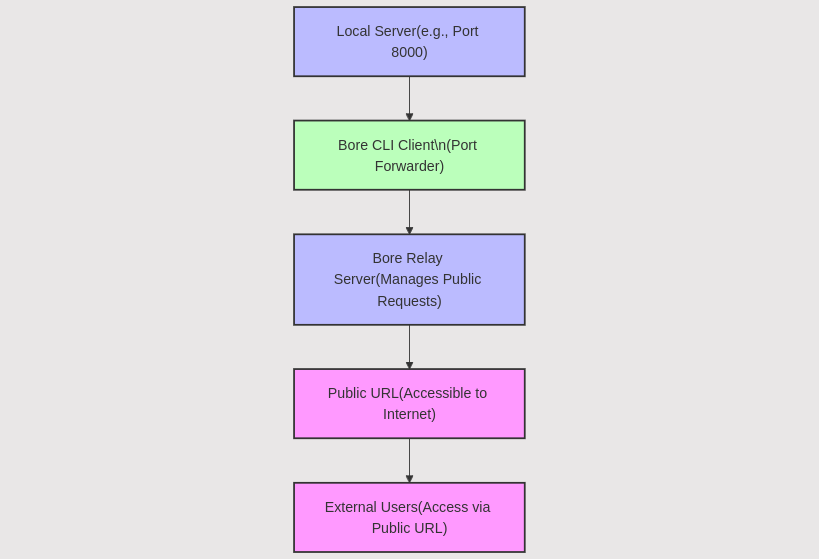 Local Server(e.g., Port
8000)
Bore CLI Client\n(Port
Forwarder)
Bore Relay
Server(Manages Public
Requests)
Public URL(Accessible to
Internet)
External Users(Access via
Public URL)